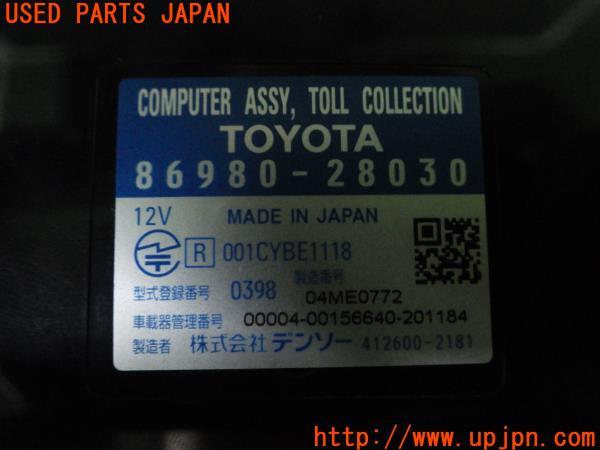 USED PARTS JAPAN
COMPUTER ASSY, TOLL COLLECTION
TOYOTA
86980-28030
12V MADE IN JAPAN
R 001CYBE1118
型式登録番号 0398 製造番号 04ME0772
車載器管理番号 00004-00156640-201184
製造者 株式会社 デンソー 412600-2181
http://www.upjpn.com/